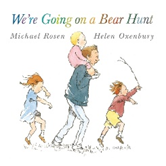 We're Going on a Bear Hunt
Michael Rosen Helen Oxenbury